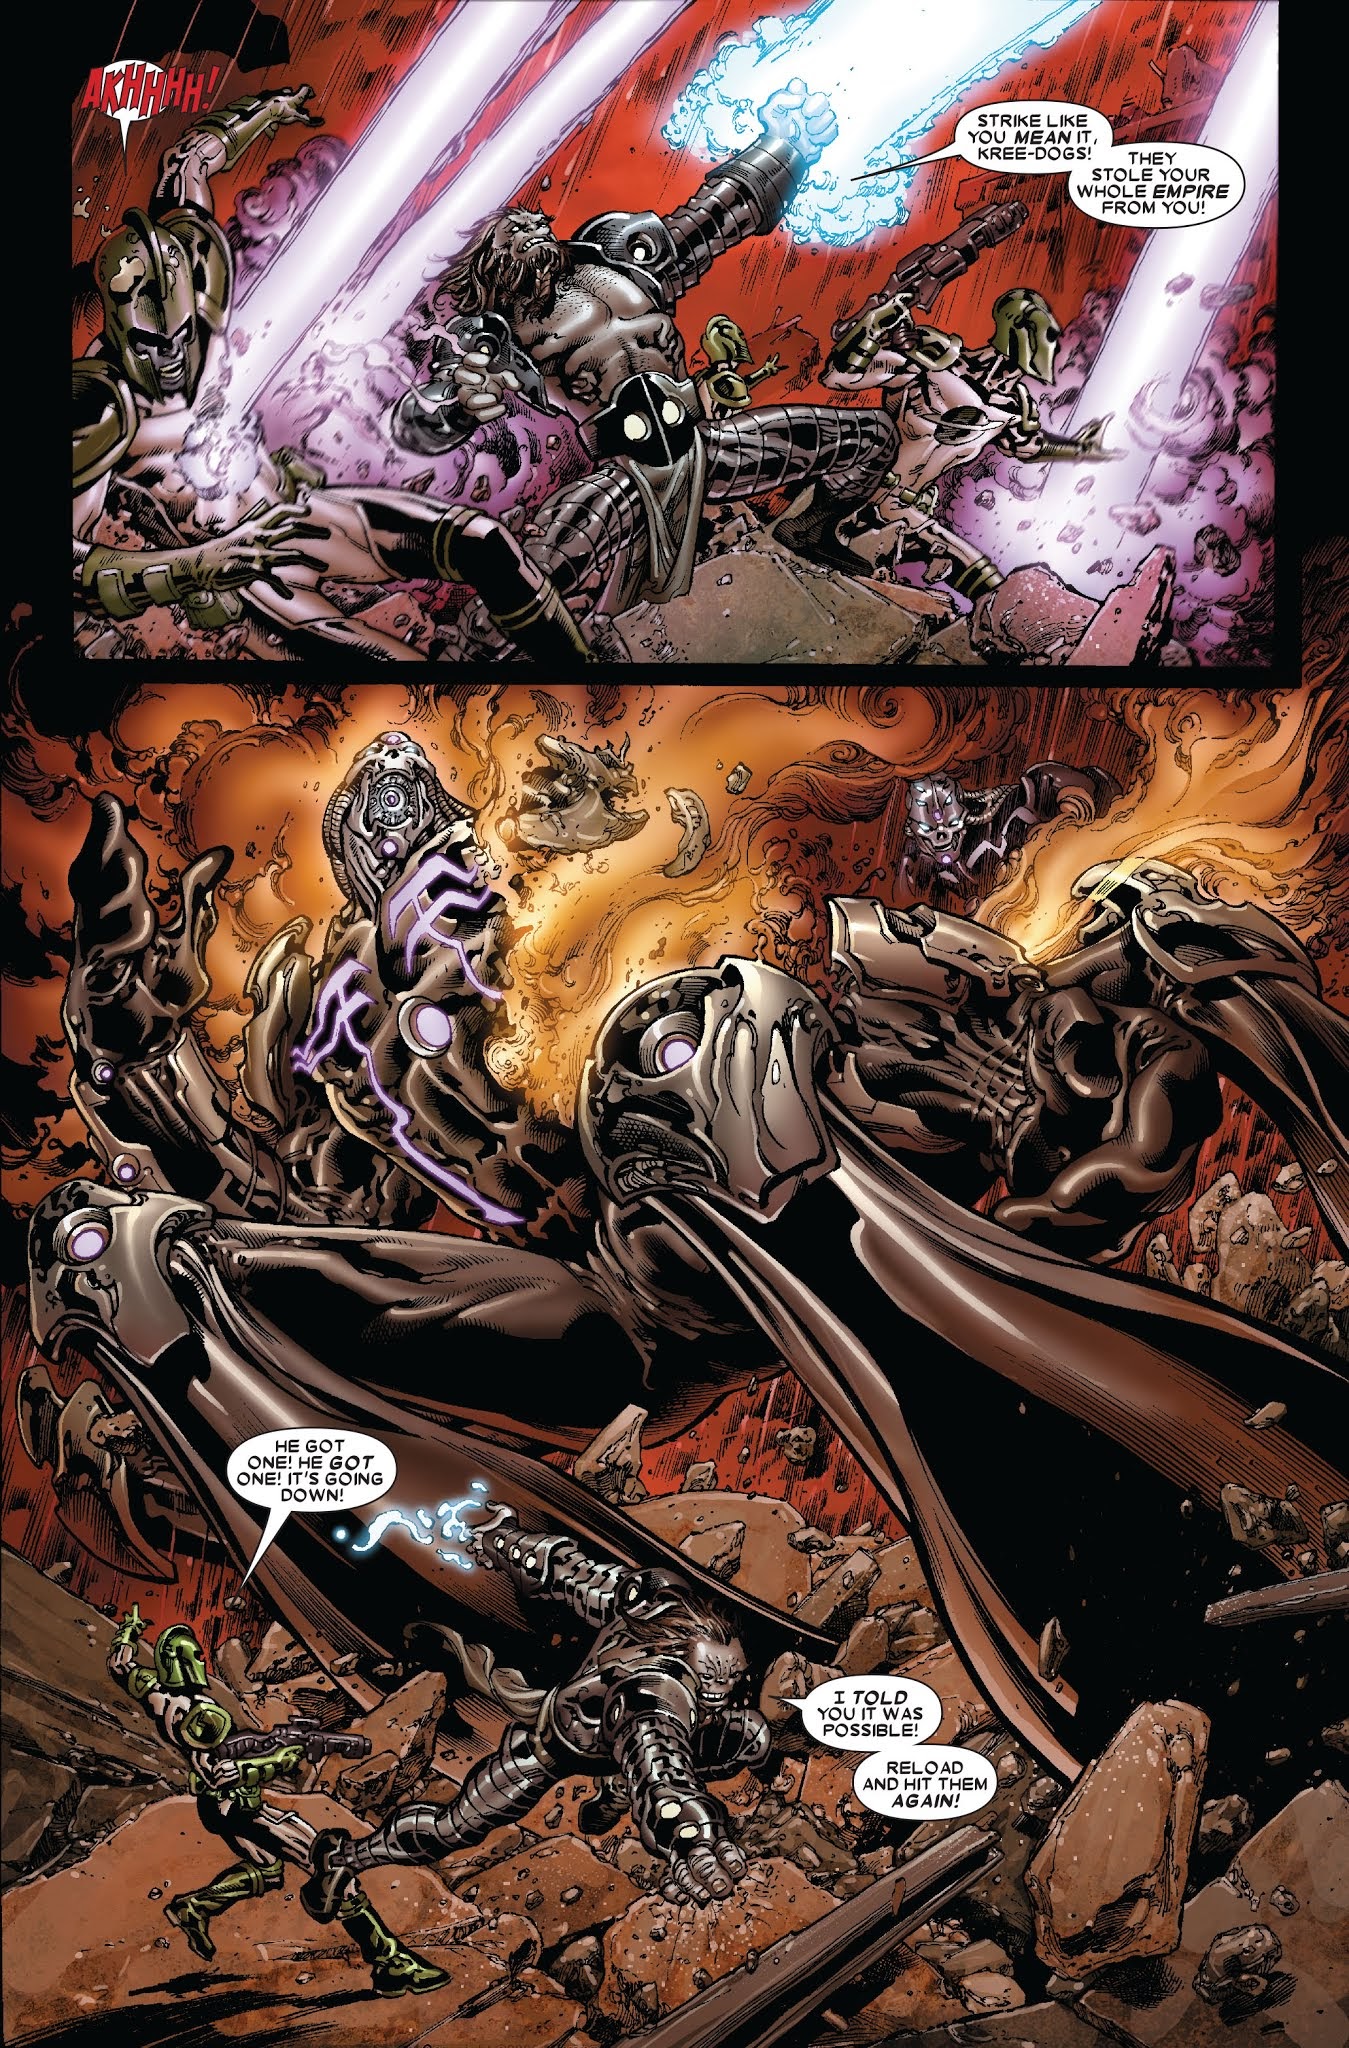 AKHHHH!
STRIKE LIKE
YOU MEAN IT,
KREE-DOGS!
THEY
STOLE YOUR
WHOLE EMPIRE
FROM YOU!
HE GOT
ONE! HE GOT
ONE! IT'S GOING
DOWN!
I TOLD
YOU IT WAS
POSSIBLE!
RELOAD
AND HIT THEM
AGAIN!